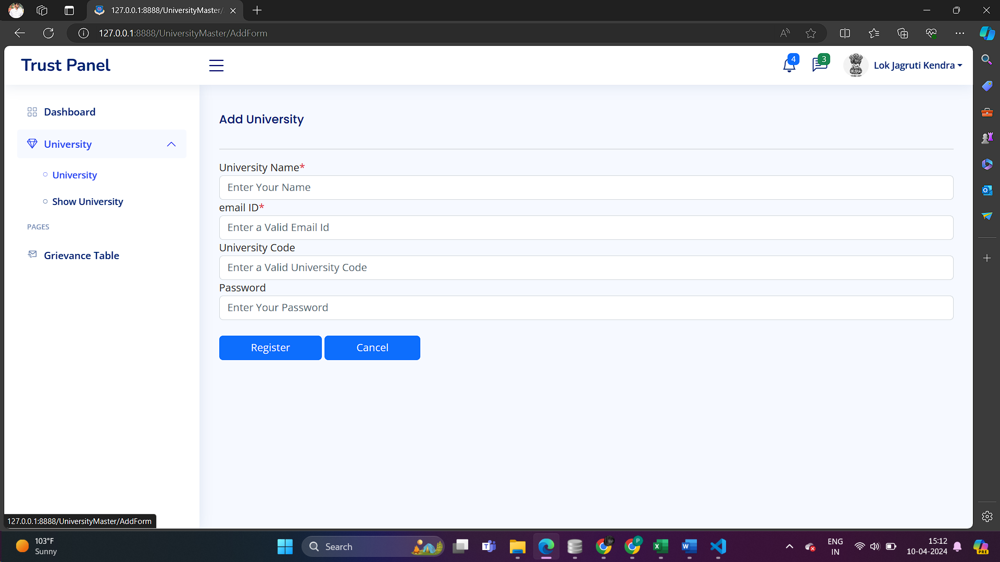 127.0.0.1:8888/UniversityMaster/
127.0.0.1:8888/UniversityMaster/AddForm
Trust Panel
4
3
Lok Jagruti Kendra
Dashboard
University
University
Show University
PAGES
Grievance Table
Add University
University Name*
Enter Your Name
email ID*
Enter a Valid Email Id
University Code
Enter a Valid University Code
Password
Enter Your Password
Register
Cancel
127.0.0.1:8888/UniversityMaster/AddForm
103°F
Sunny
Search
ENG
IN
15:12
10-04-2024
PRE